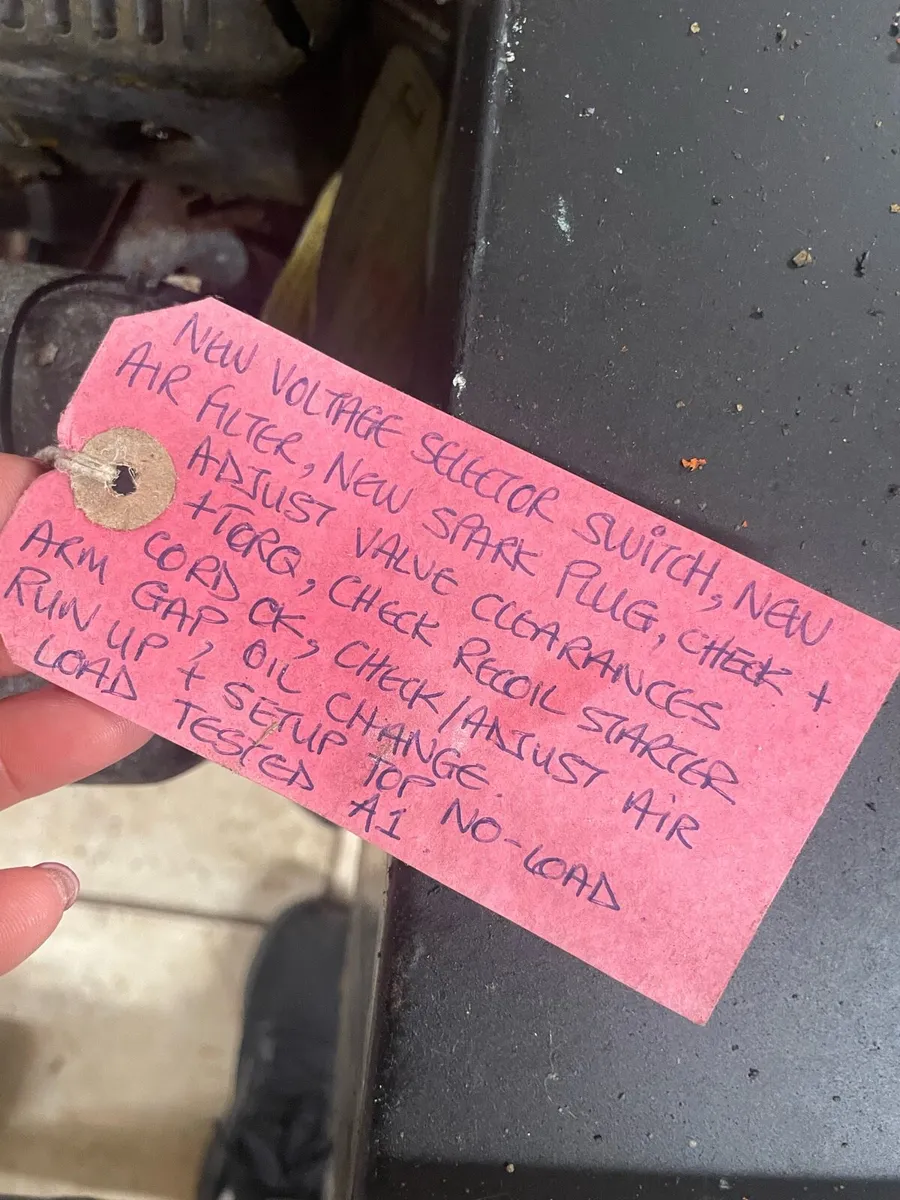 NEW VOLTAGE SELECTOR SWITCH, NEW
AIR FILTER, NEW SPARK PLUG, CHECK +
ADJUST VALVE CLEARANCES
+TORQ, CHECK RECOIL STARTER
CORD OK, CHECK/ADJUST AIR
ARM GAP, OIL CHANGE.
RUN UP + SETUP TOP NO-LOAD
LOAD TESTED A1